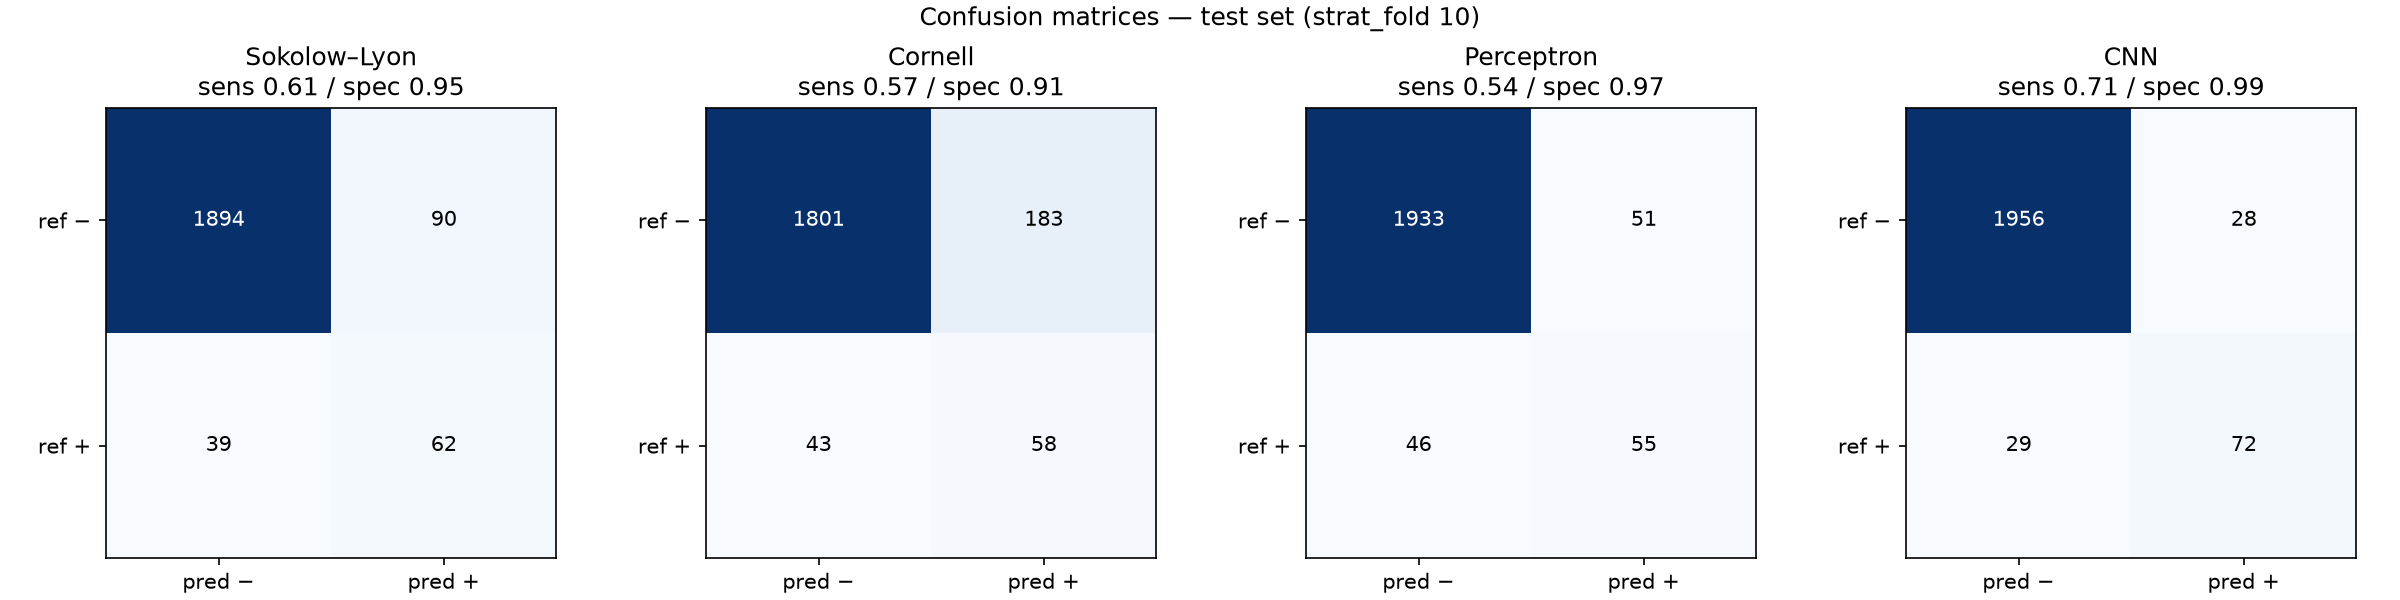 Confusion matrices — test set (strat_fold 10)
Sokolow–Lyon
sens 0.61 / spec 0.95
ref −
1894
90
ref +
39
62
pred −
pred +
Cornell
sens 0.57 / spec 0.91
ref −
1801
183
ref +
43
58
pred −
pred +
Perceptron
sens 0.54 / spec 0.97
ref −
1933
51
ref +
46
55
pred −
pred +
CNN
sens 0.71 / spec 0.99
ref −
1956
28
ref +
29
72
pred −
pred +